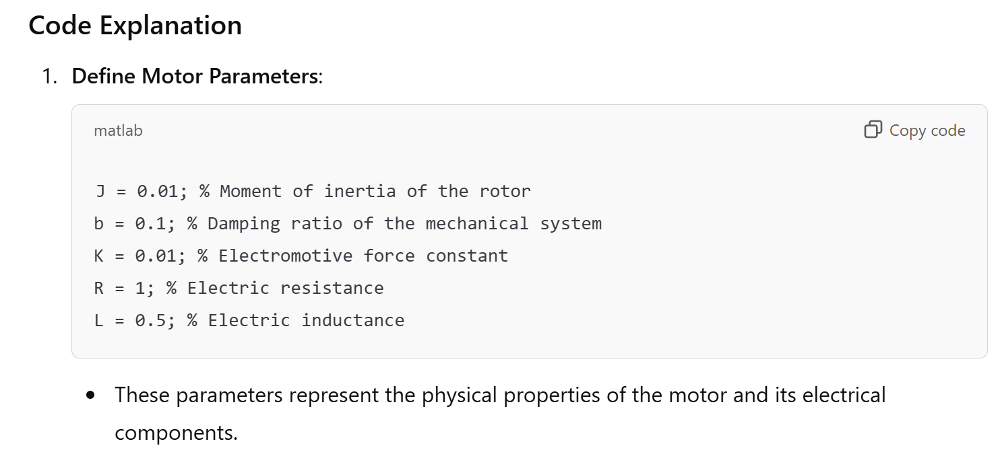 Code Explanation
1. Define Motor Parameters:
matlab
Copy code
J = 0.01; % Moment of inertia of the rotor
b = 0.1; % Damping ratio of the mechanical system
K = 0.01; % Electromotive force constant
R = 1; % Electric resistance
L = 0.5; % Electric inductance
• These parameters represent the physical properties of the motor and its electrical
components.